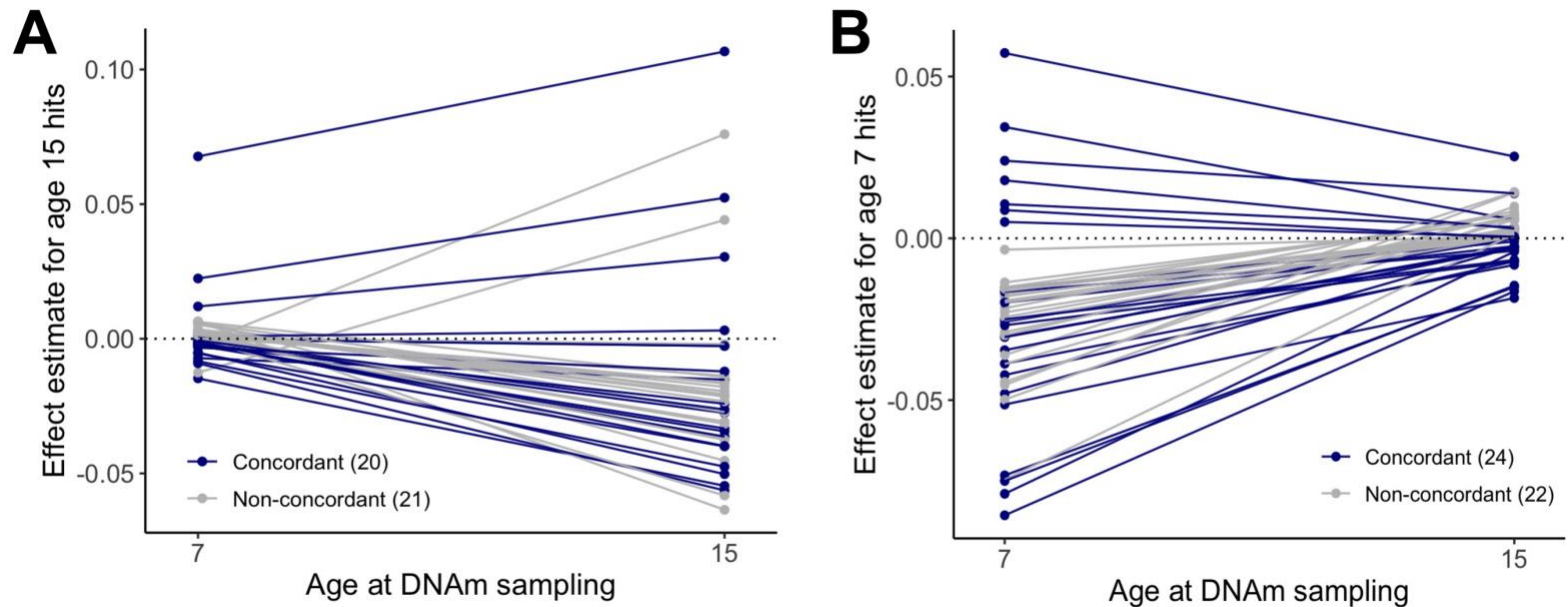 A
Effect estimate for age 15 hits
0.10
0.05
0.00
-0.05
Concordant (20)
Non-concordant (21)
7
15
Age at DNAm sampling
B
Effect estimate for age 7 hits
0.05
0.00
-0.05
Concordant (24)
Non-concordant (22)
7
15
Age at DNAm sampling